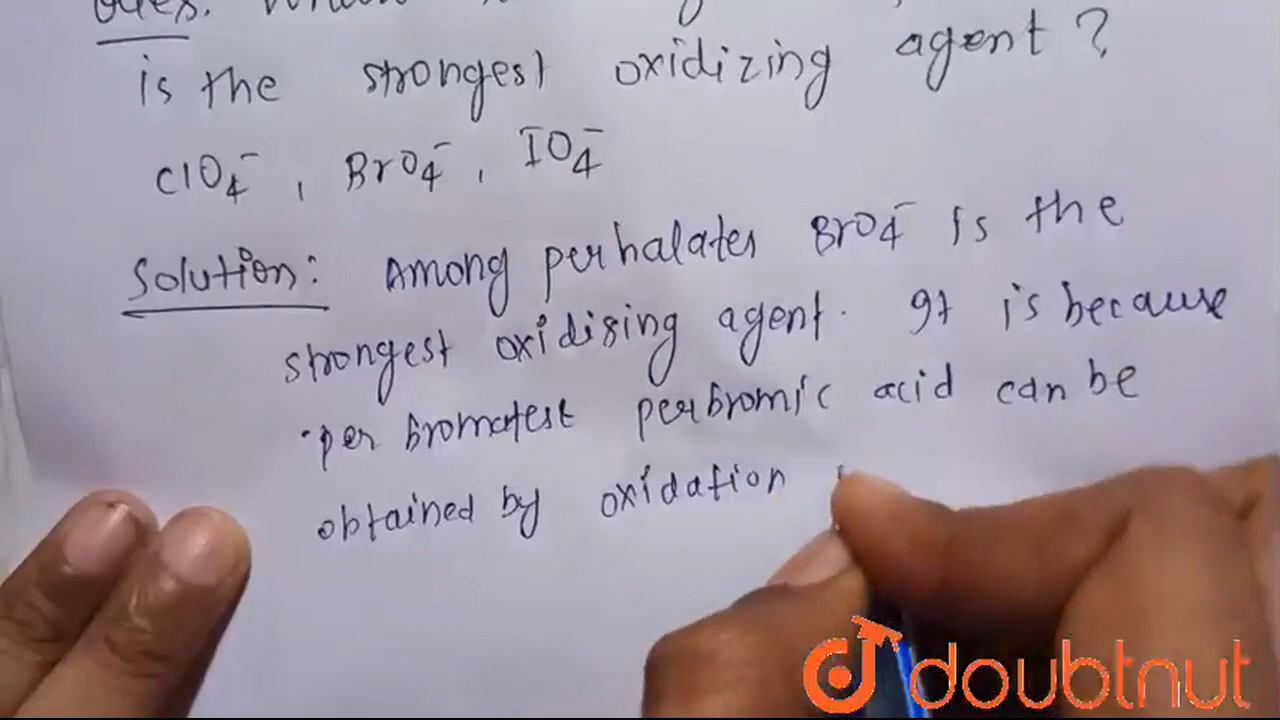 Ques.
is the strongest oxidizing agent?
ClO4-, BrO4-, IO4-
Solution: Among perhalates BrO4- is the
strongest oxidising agent. It is because
per bromatest perbromic acid can be
obtained by oxidation
doubtnut